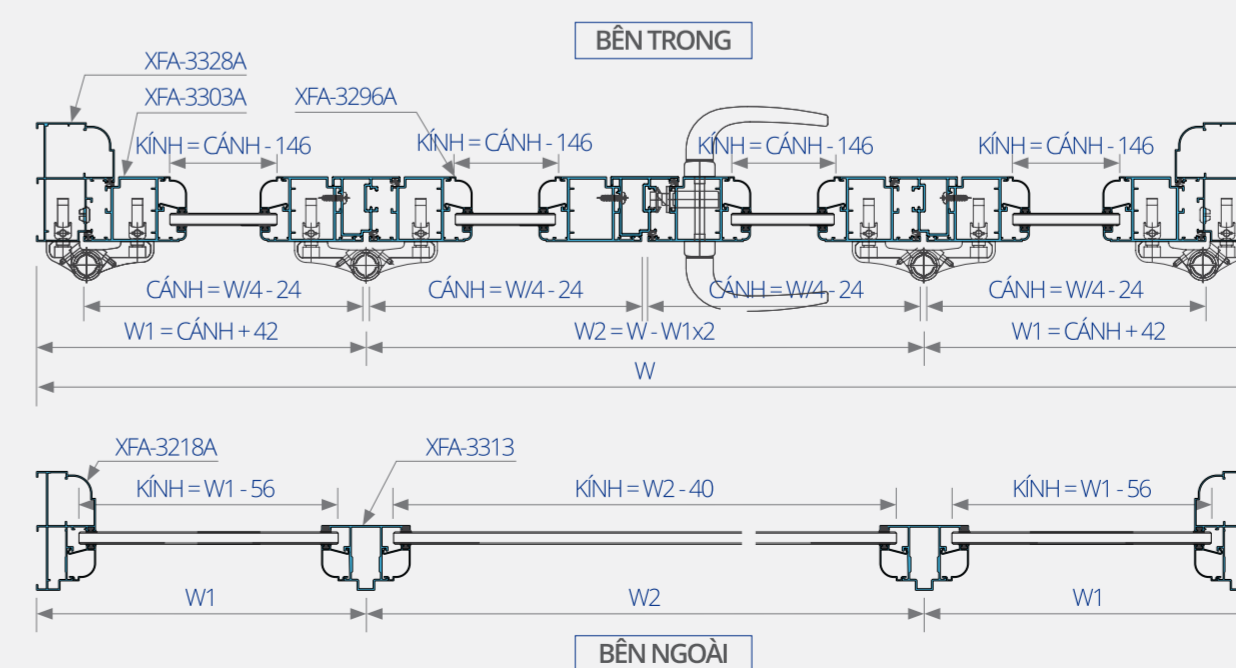 BÊN TRONG
XFA-3328A
XFA-3303A
XFA-3296A
KÍNH = CÁNH - 146
KÍNH = CÁNH - 146
KÍNH = CÁNH - 146
KÍNH = CÁNH - 146
CÁNH = W/4 - 24
CÁNH = W/4 - 24
CÁNH = W/4 - 24
CÁNH = W/4 - 24
W1 = CÁNH + 42
W2 = W - W1x2
W1 = CÁNH + 42
W
XFA-3218A
XFA-3313
KÍNH = W1 - 56
KÍNH = W2 - 40
KÍNH = W1 - 56
W1
W2
W1
BÊN NGOÀI